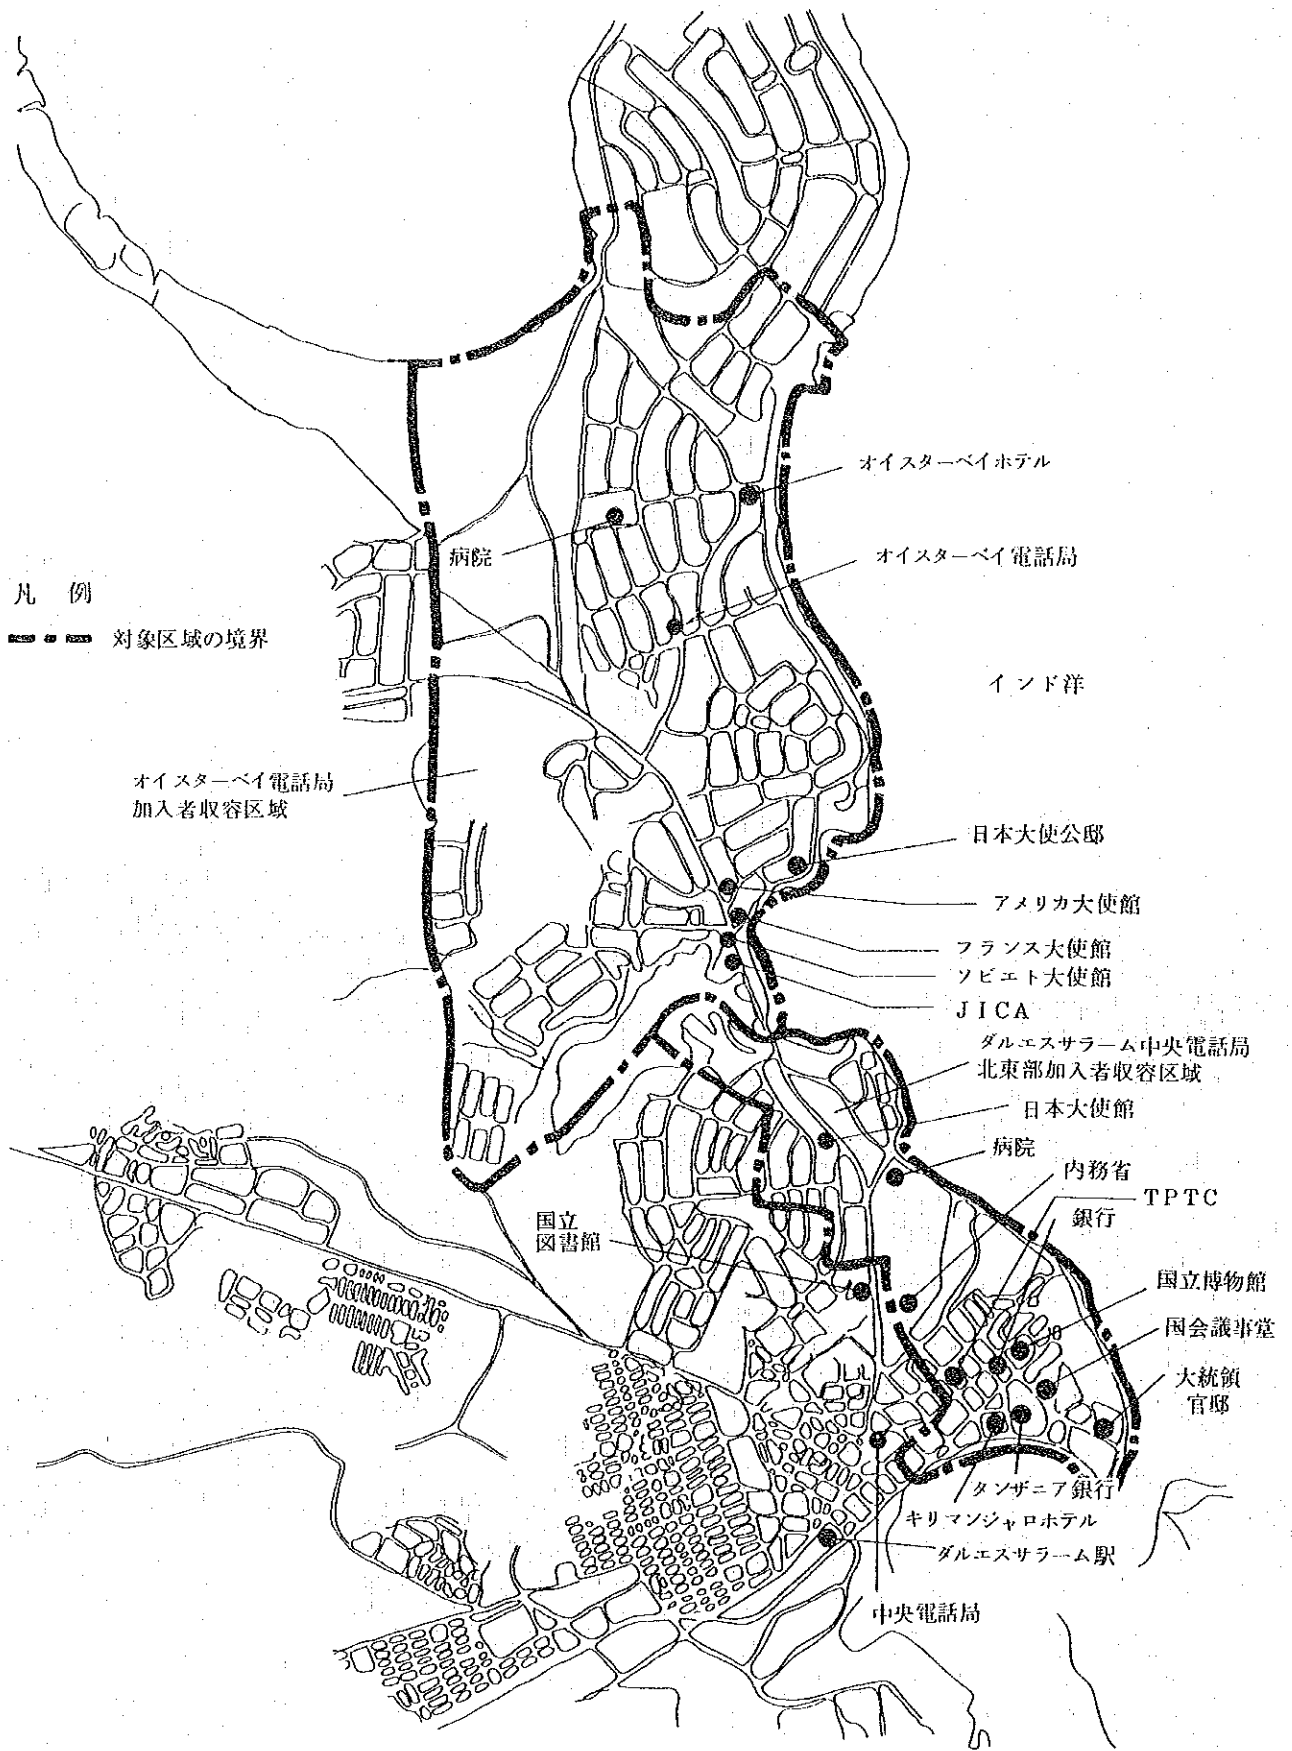 オイスターベイホテル
病院
オイスターベイ電話局
凡 例
対象区域の境界
インド洋
オイスターベイ電話局
加入者収容区域
日本大使公邸
アメリカ大使館
フランス大使館
ソビエト大使館
JICA
ダルエスサラーム中央電話局
北東部加入者収容区域
日本大使館
病院
内務省
TPTC
銀行
国立
図書館
国立博物館
国会議事堂
大統領
官邸
タンザニア銀行
キリマンジャロホテル
ダルエスサラーム駅
中央電話局